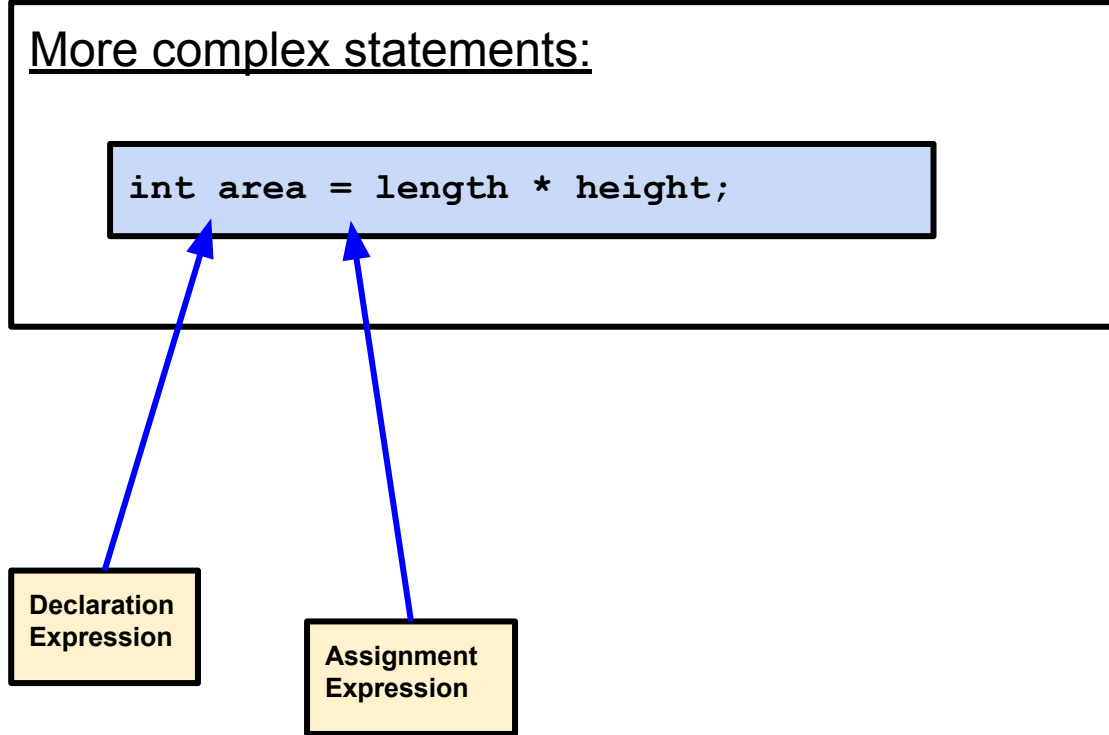 More complex statements:
int area = length * height;
Declaration
Expression
Assignment
Expression